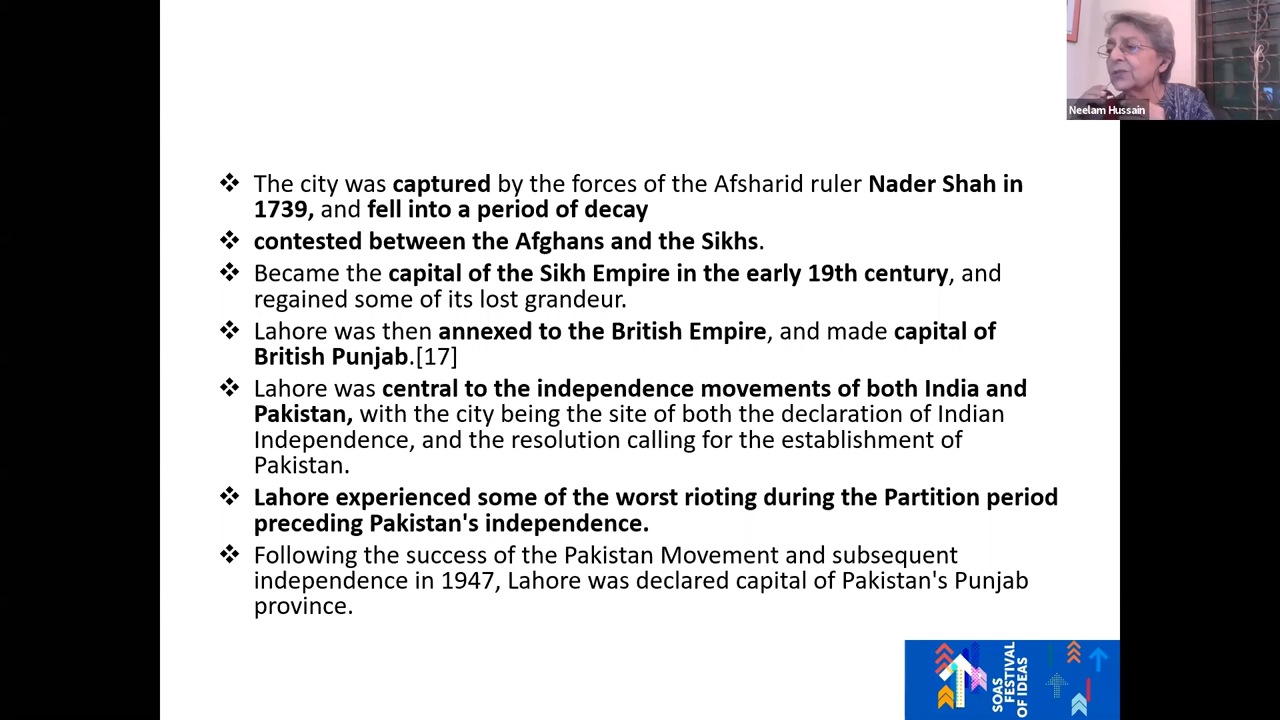 Neelam Hussain
❖ The city was captured by the forces of the Afsharid ruler Nader Shah in
1739, and fell into a period of decay
❖ contested between the Afghans and the Sikhs.
❖ Became the capital of the Sikh Empire in the early 19th century, and
regained some of its lost grandeur.
❖ Lahore was then annexed to the British Empire, and made capital of
British Punjab.[17]
❖ Lahore was central to the independence movements of both India and
Pakistan, with the city being the site of both the declaration of Indian
Independence, and the resolution calling for the establishment of
Pakistan.
❖ Lahore experienced some of the worst rioting during the Partition period
preceding Pakistan's independence.
❖ Following the success of the Pakistan Movement and subsequent
independence in 1947, Lahore was declared capital of Pakistan's Punjab
province.
SOAS
FESTIVAL
OF IDEAS